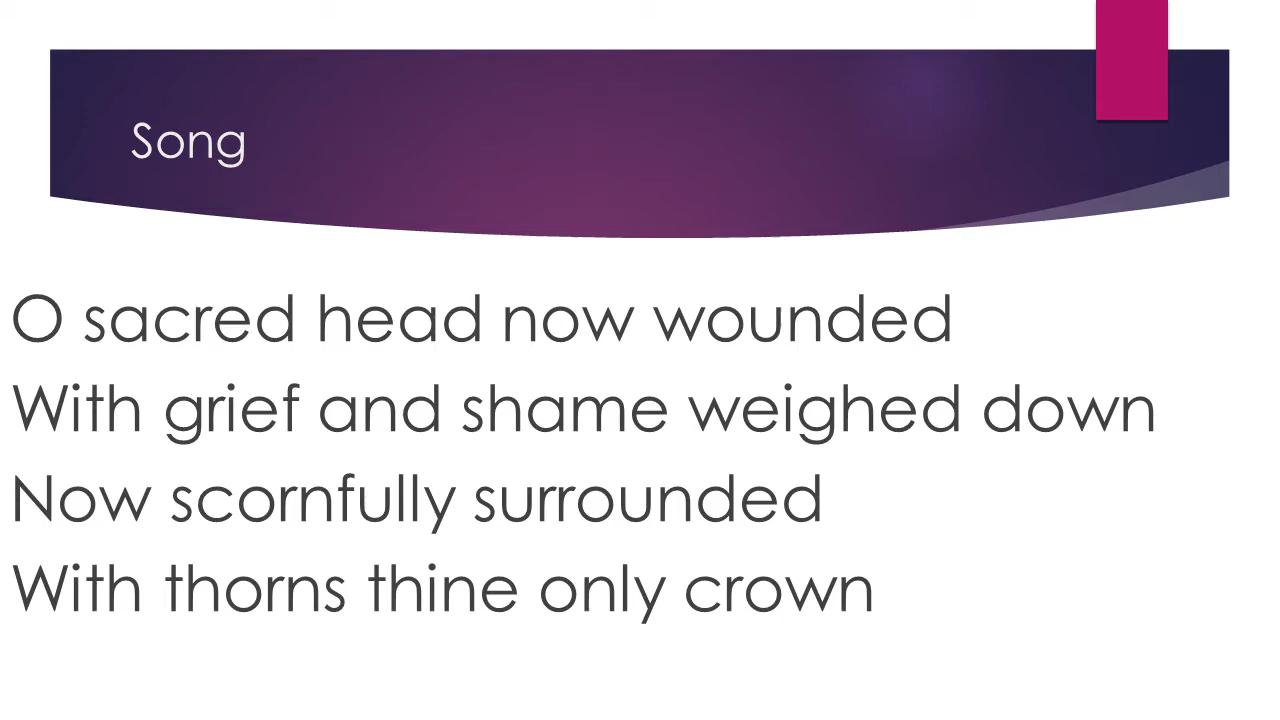 Song
O sacred head now wounded
With grief and shame weighed down
Now scornfully surrounded
With thorns thine only crown